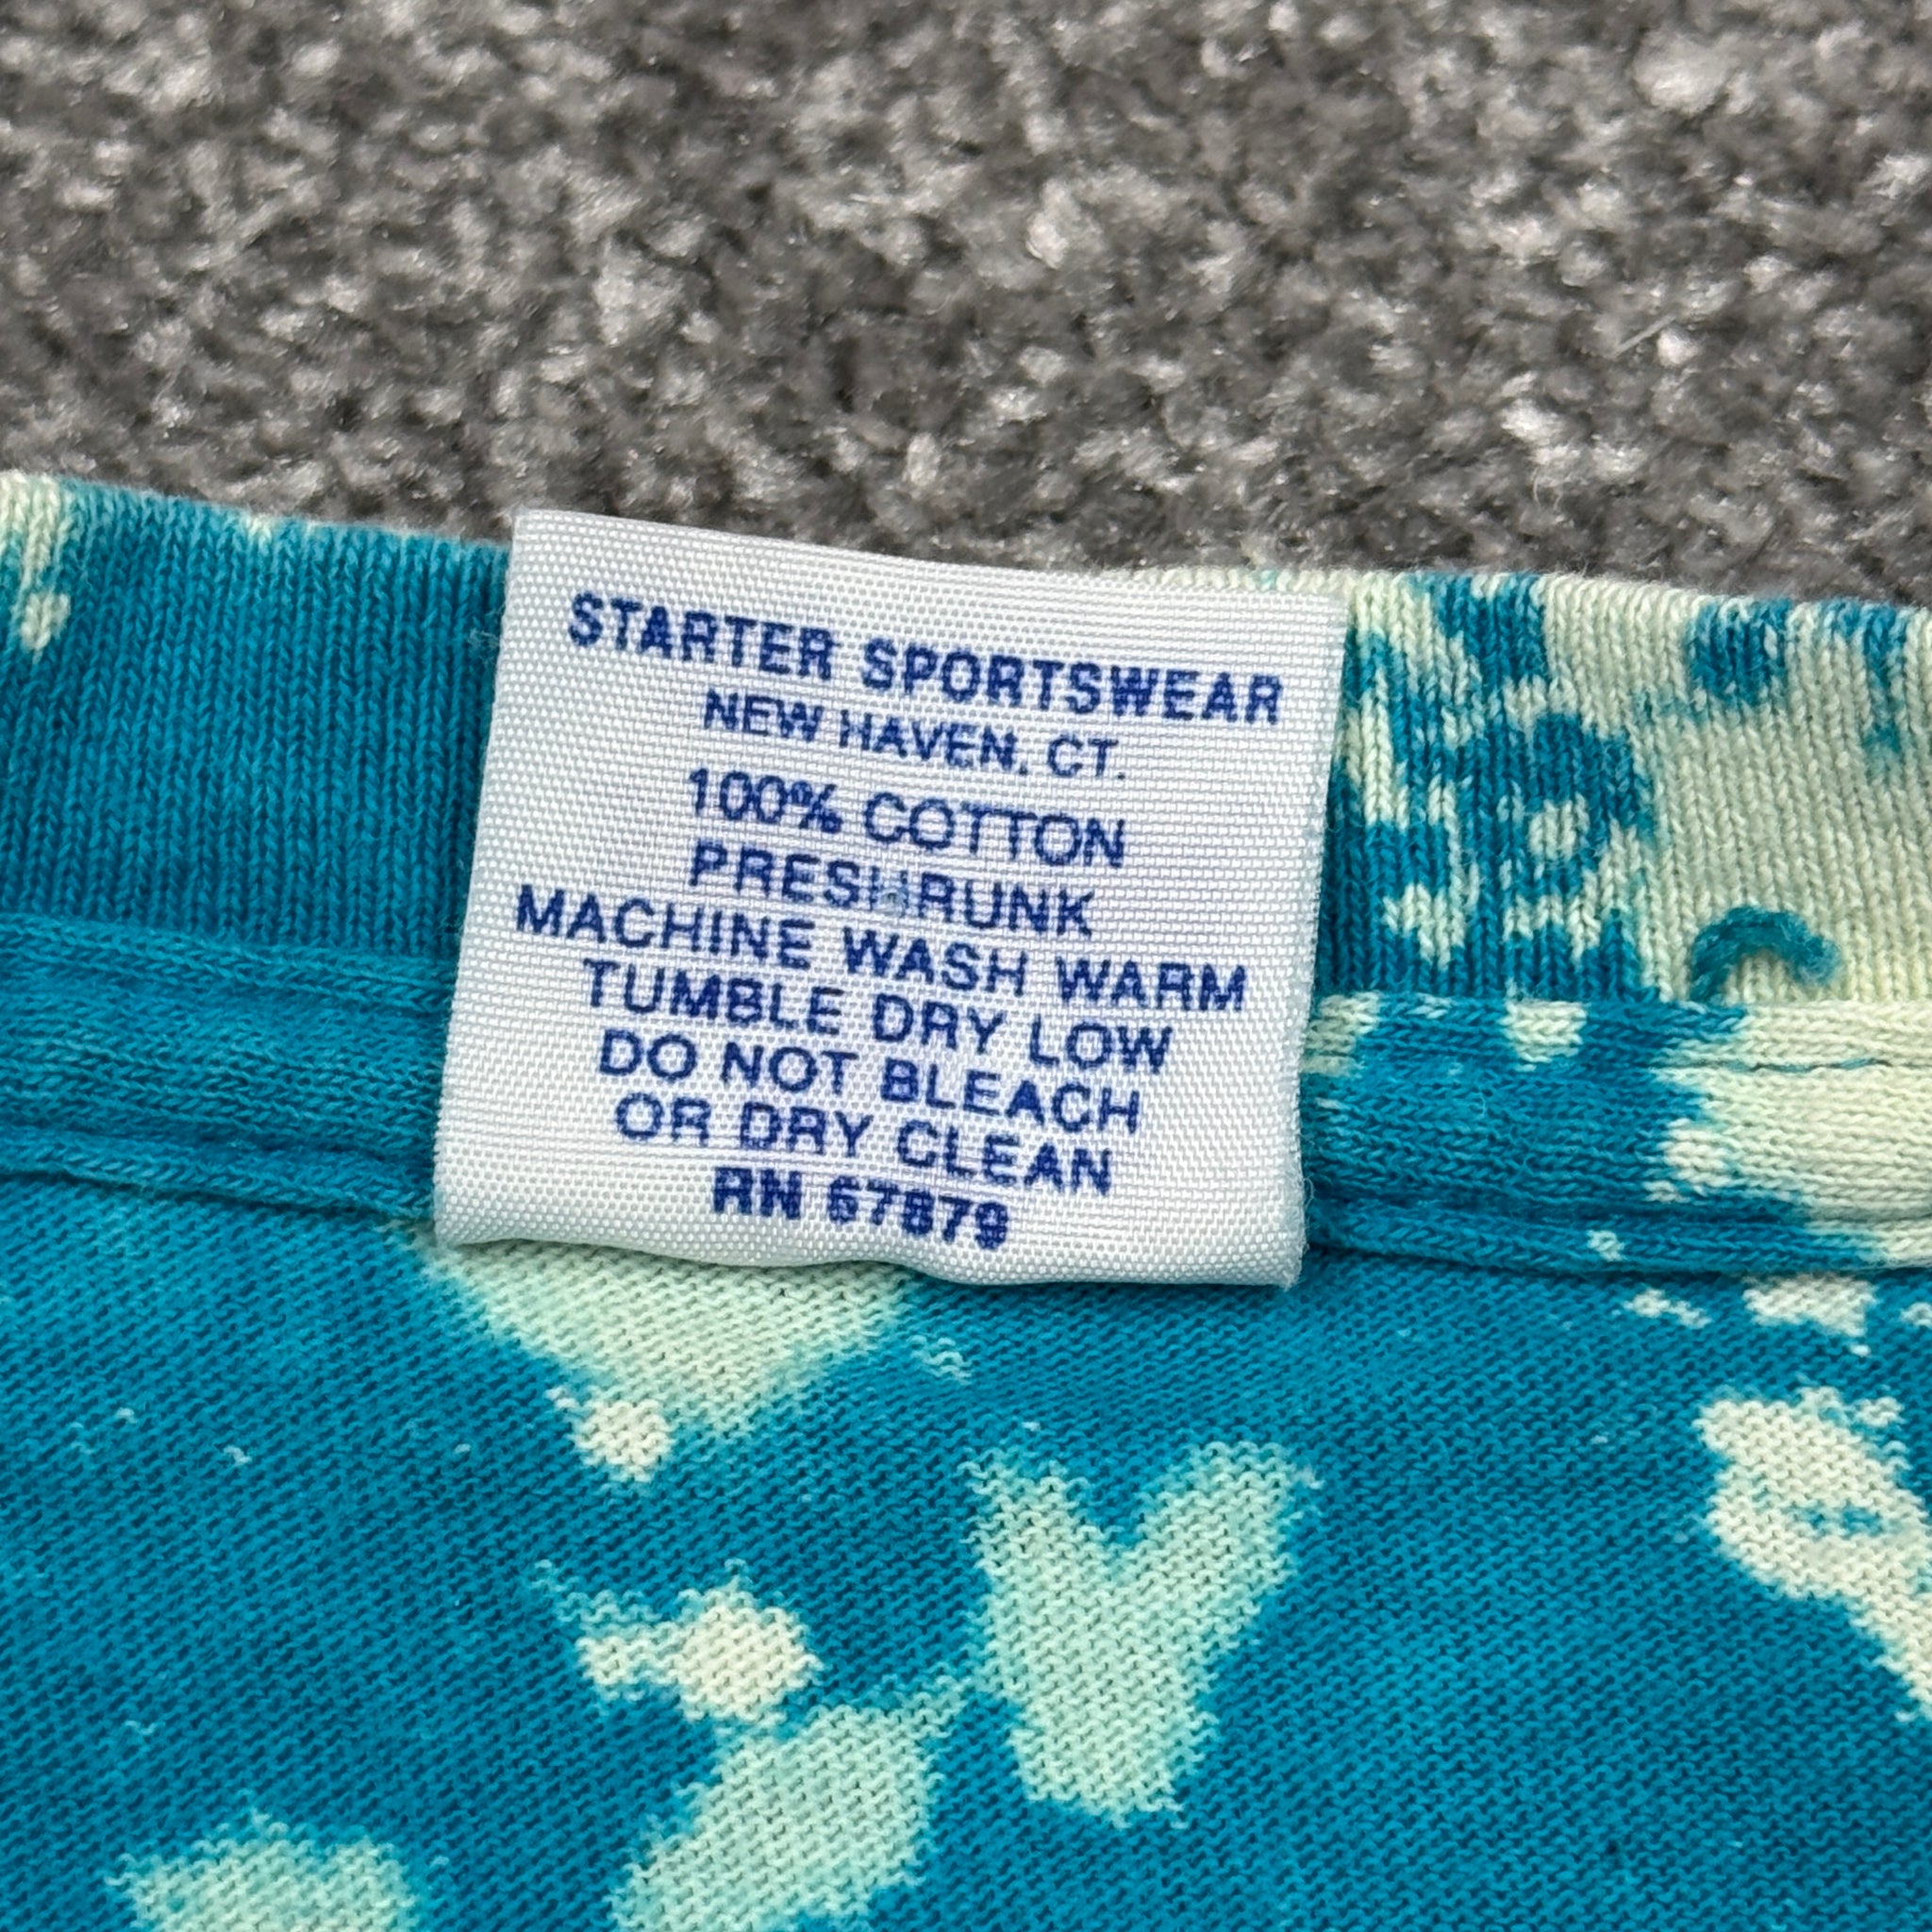 STARTER SPORTSWEAR
NEW HAVEN, CT.
100% COTTON
PRESHRUNK
MACHINE WASH WARM
TUMBLE DRY LOW
DO NOT BLEACH
OR DRY CLEAN
RN 67879